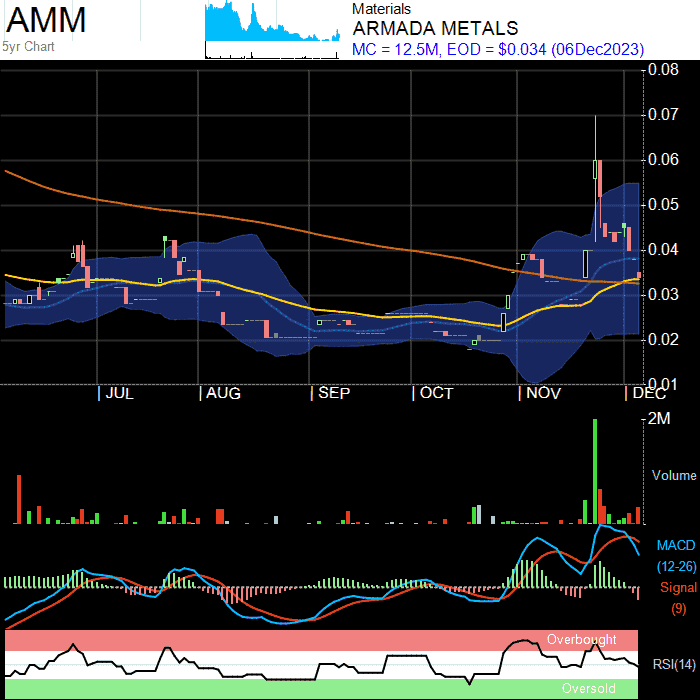 AMM
5yr Chart
Materials
ARMADA METALS
MC = 12.5M, EOD = $0.034 (06Dec2023)
0.08
0.07
0.06
0.05
0.04
0.03
0.02
0.01
JUL AUG SEP OCT NOV DEC
2M
Volume
MACD
(12-26)
Signal
(9)
Overbought
RSI(14)
Oversold